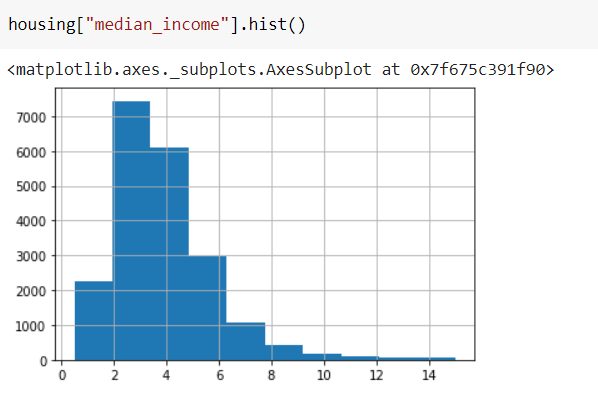 housing["median_income"].hist()
<matplotlib.axes._subplots.AxesSubplot at 0x7f675c391f90>
7000
6000
5000
4000
3000
2000
1000
0
0 2 4 6 8 10 12 14